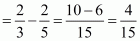 = 2/3 - 2/5 = (10 - 6)/15 = 4/15